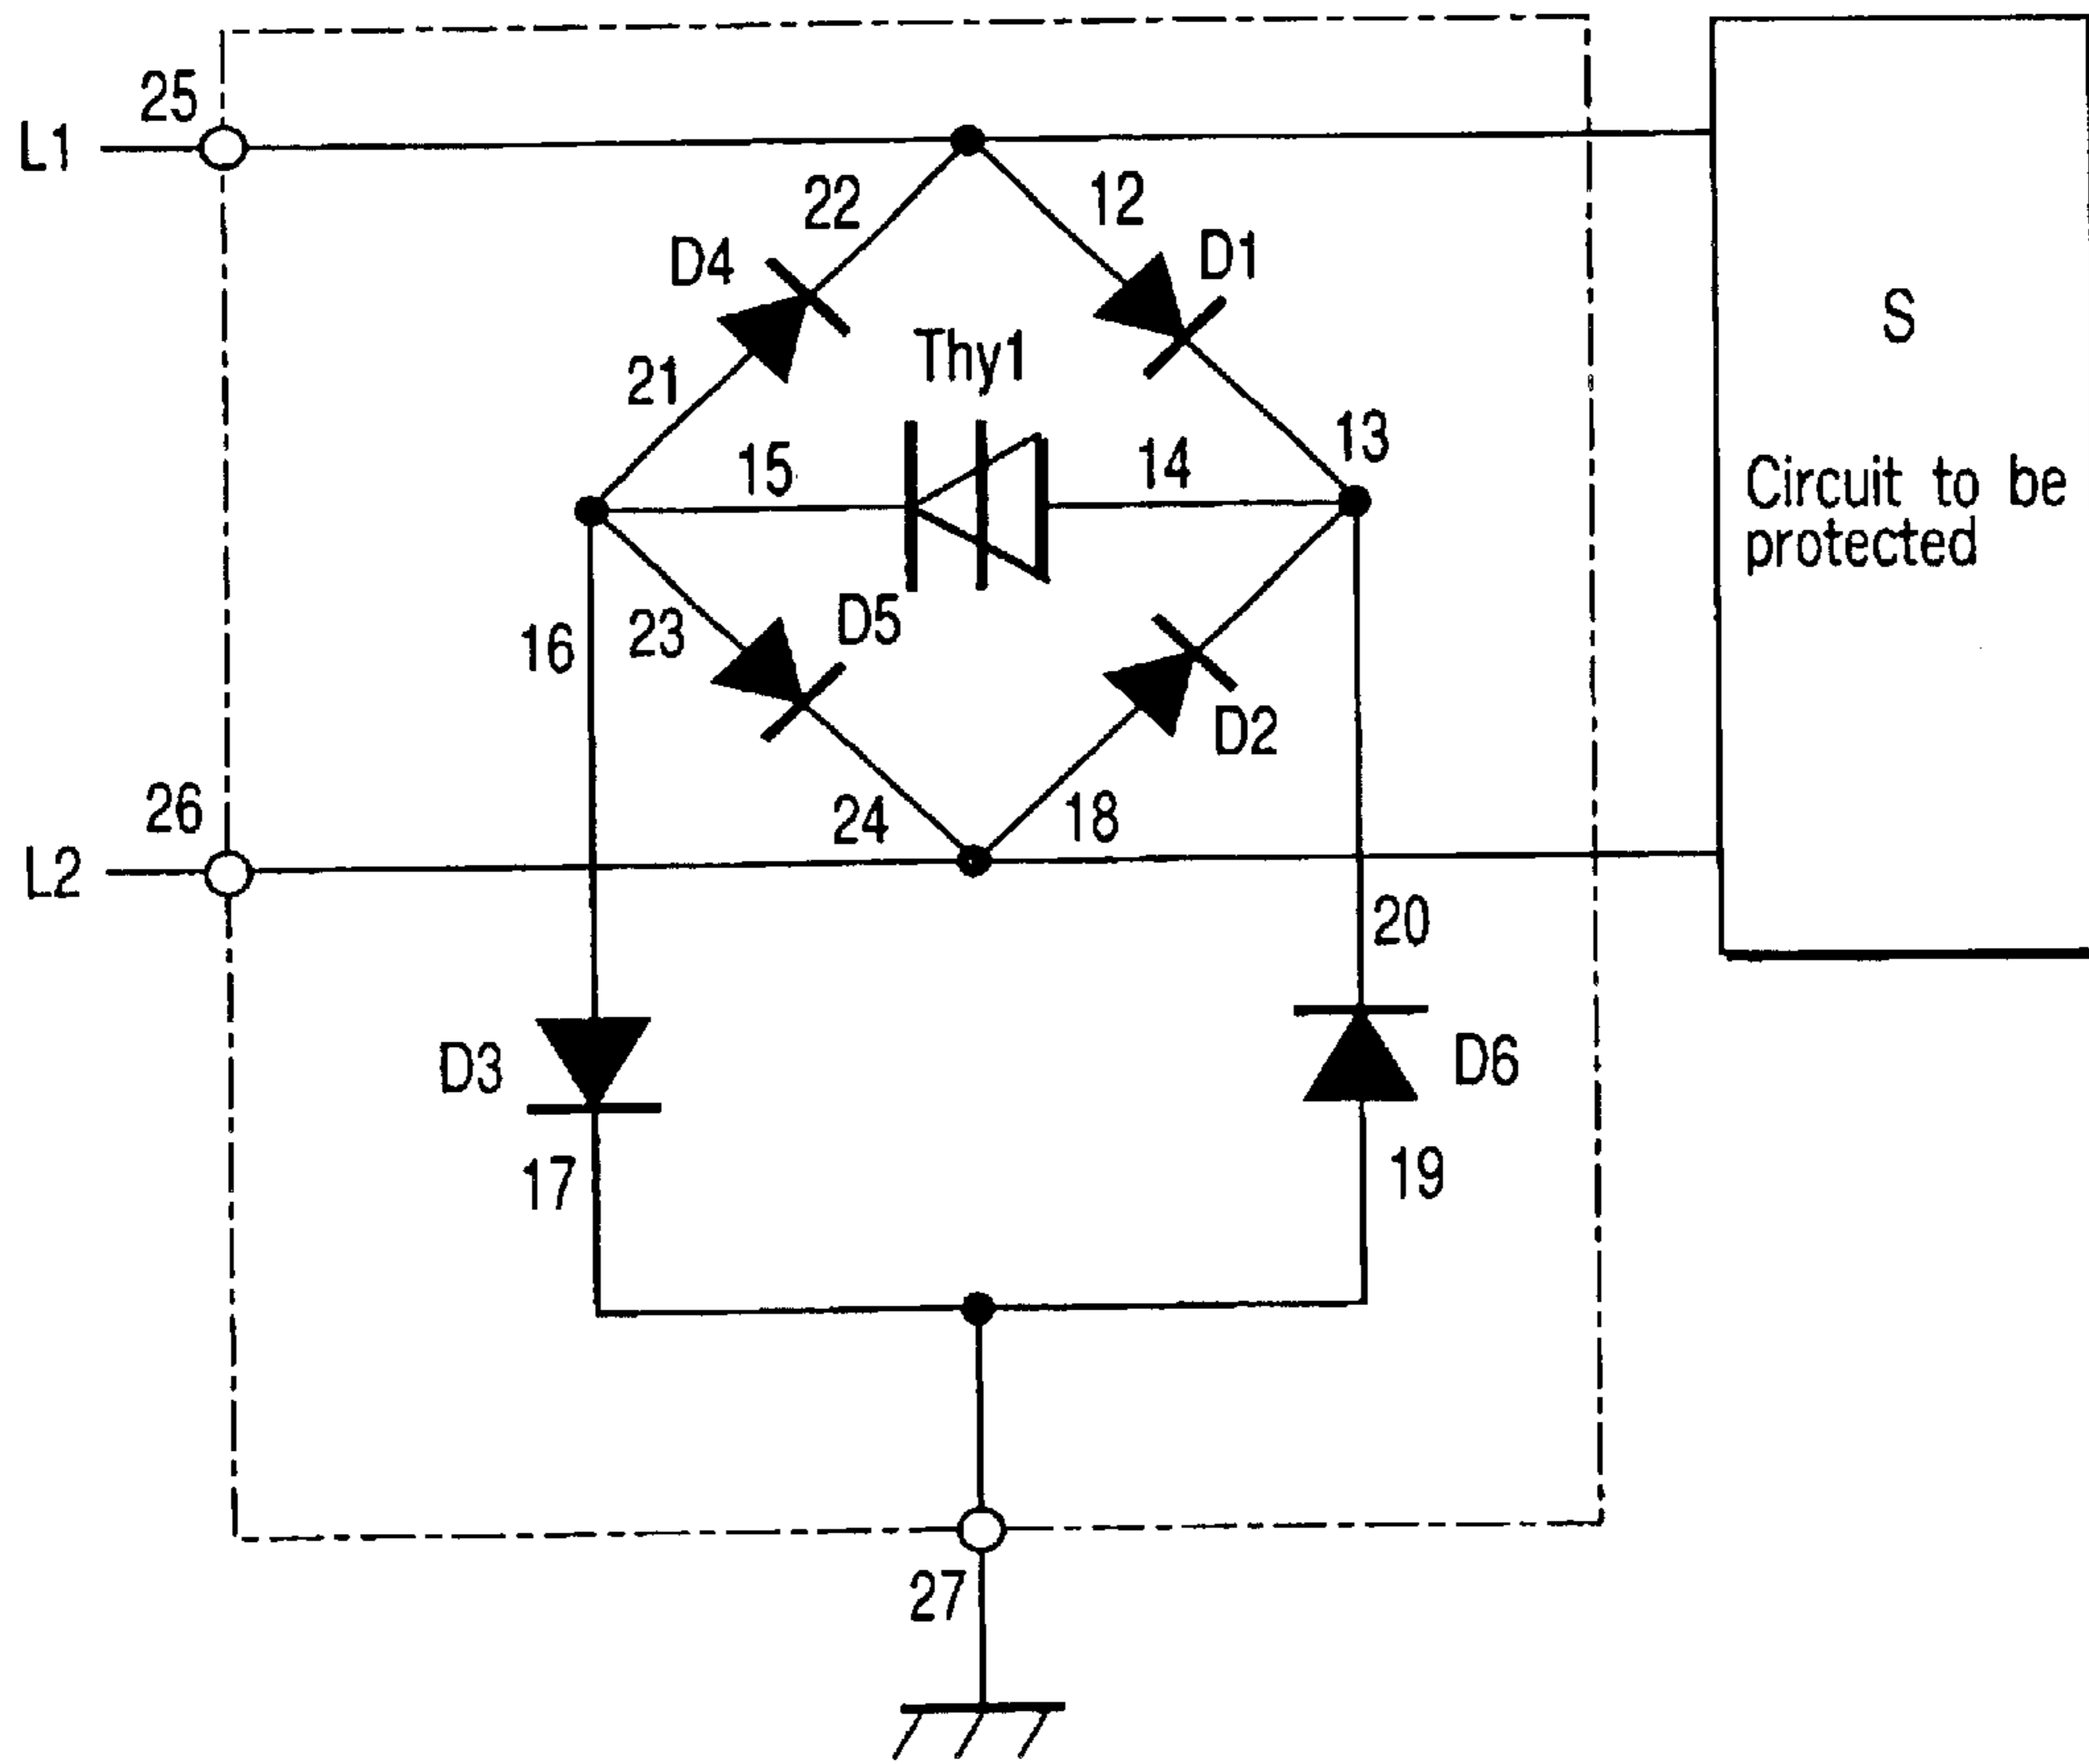 25
L1
22
12
D4
D1
S
Thy1
21
13
15
14
Circuit to be
protected
D5
16
23
D2
26
24
18
L2
20
D3
D6
17
19
27